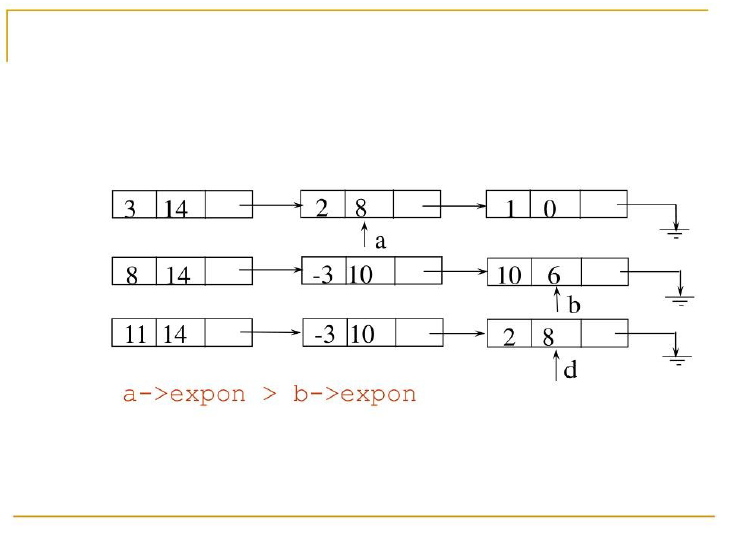 3 14 2 8 1 0
a
8 14 -3 10 10 6
b
11 14 -3 10 2 8
d
a->expon > b->expon